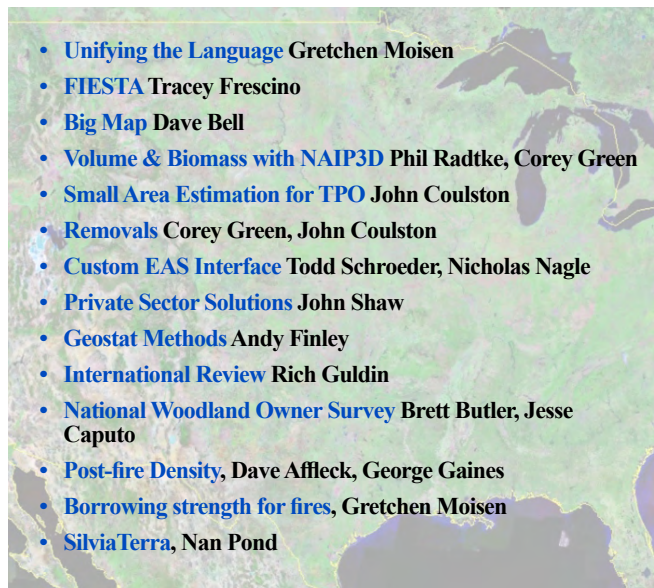 • Unifying the Language Gretchen Moisen
• FIESTA Tracey Frescino
• Big Map Dave Bell
• Volume & Biomass with NAIP3D Phil Radtke, Corey Green
• Small Area Estimation for TPO John Coulston
• Removals Corey Green, John Coulston
• Custom EAS Interface Todd Schroeder, Nicholas Nagle
• Private Sector Solutions John Shaw
• Geostat Methods Andy Finley
• International Review Rich Guldin
• National Woodland Owner Survey Brett Butler, Jesse
Caputo
• Post-fire Density, Dave Affleck, George Gaines
• Borrowing strength for fires, Gretchen Moisen
• SilviaTerra, Nan Pond